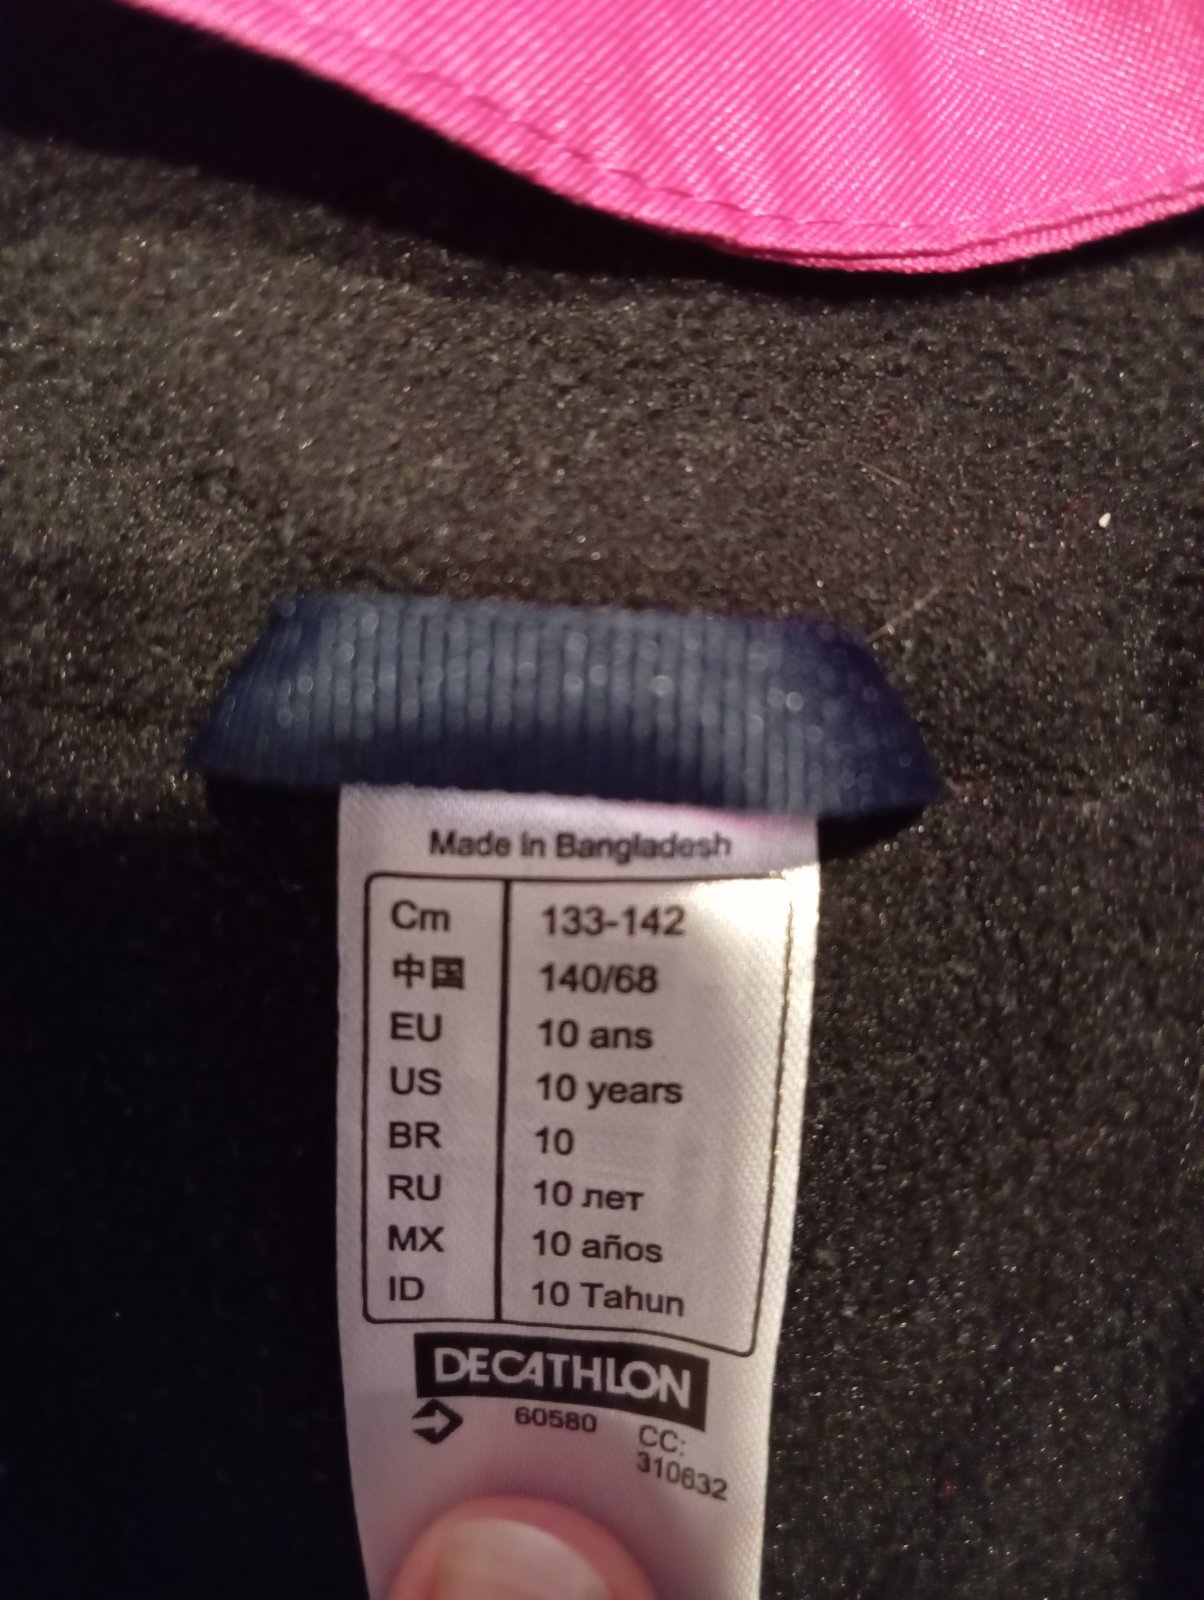 Made in Bangladesh
Cm 133-142
中国 140/68
EU 10 ans
US 10 years
BR 10
RU 10 лет
MX 10 años
ID 10 Tahun
DECATHLON
60580
CC:
310632